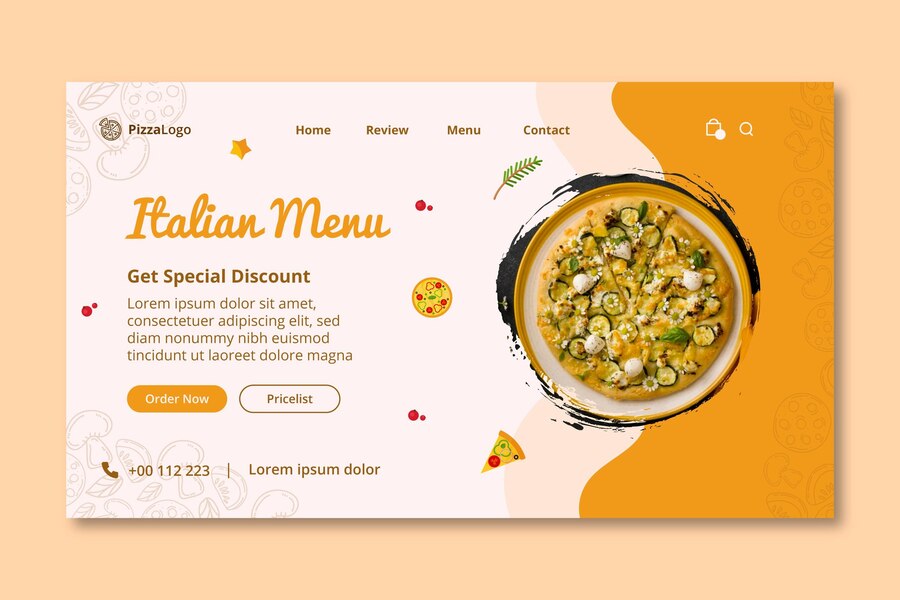 PizzaLogo
Home Review Menu Contact
Italian Menu
Get Special Discount
Lorem ipsum dolor sit amet,
consectetuer adipiscing elit, sed
diam nonummy nibh euismod
tincidunt ut laoreet dolore magna
Order Now Pricelist
+00 112 223 | Lorem ipsum dolor